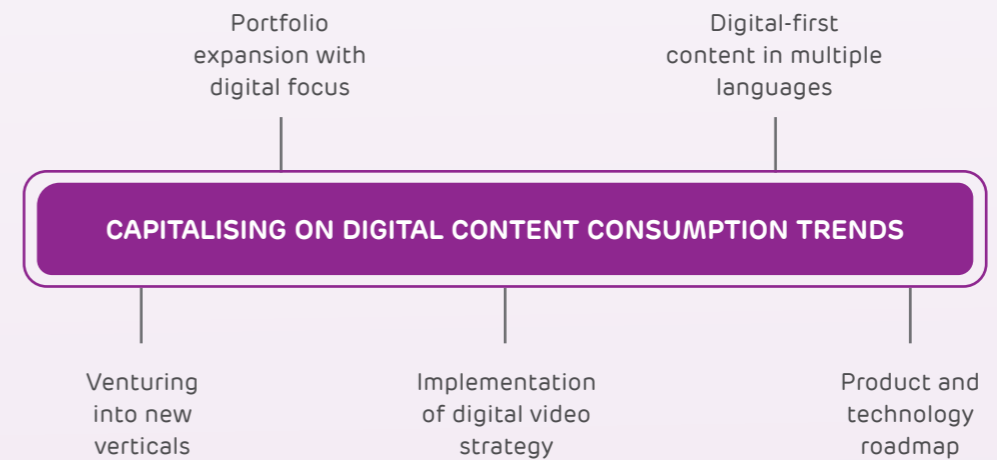 Portfolio
expansion with
digital focus
Digital-first
content in multiple
languages
CAPITALISING ON DIGITAL CONTENT CONSUMPTION TRENDS
Venturing
into new
verticals
Implementation
of digital video
strategy
Product and
technology
roadmap